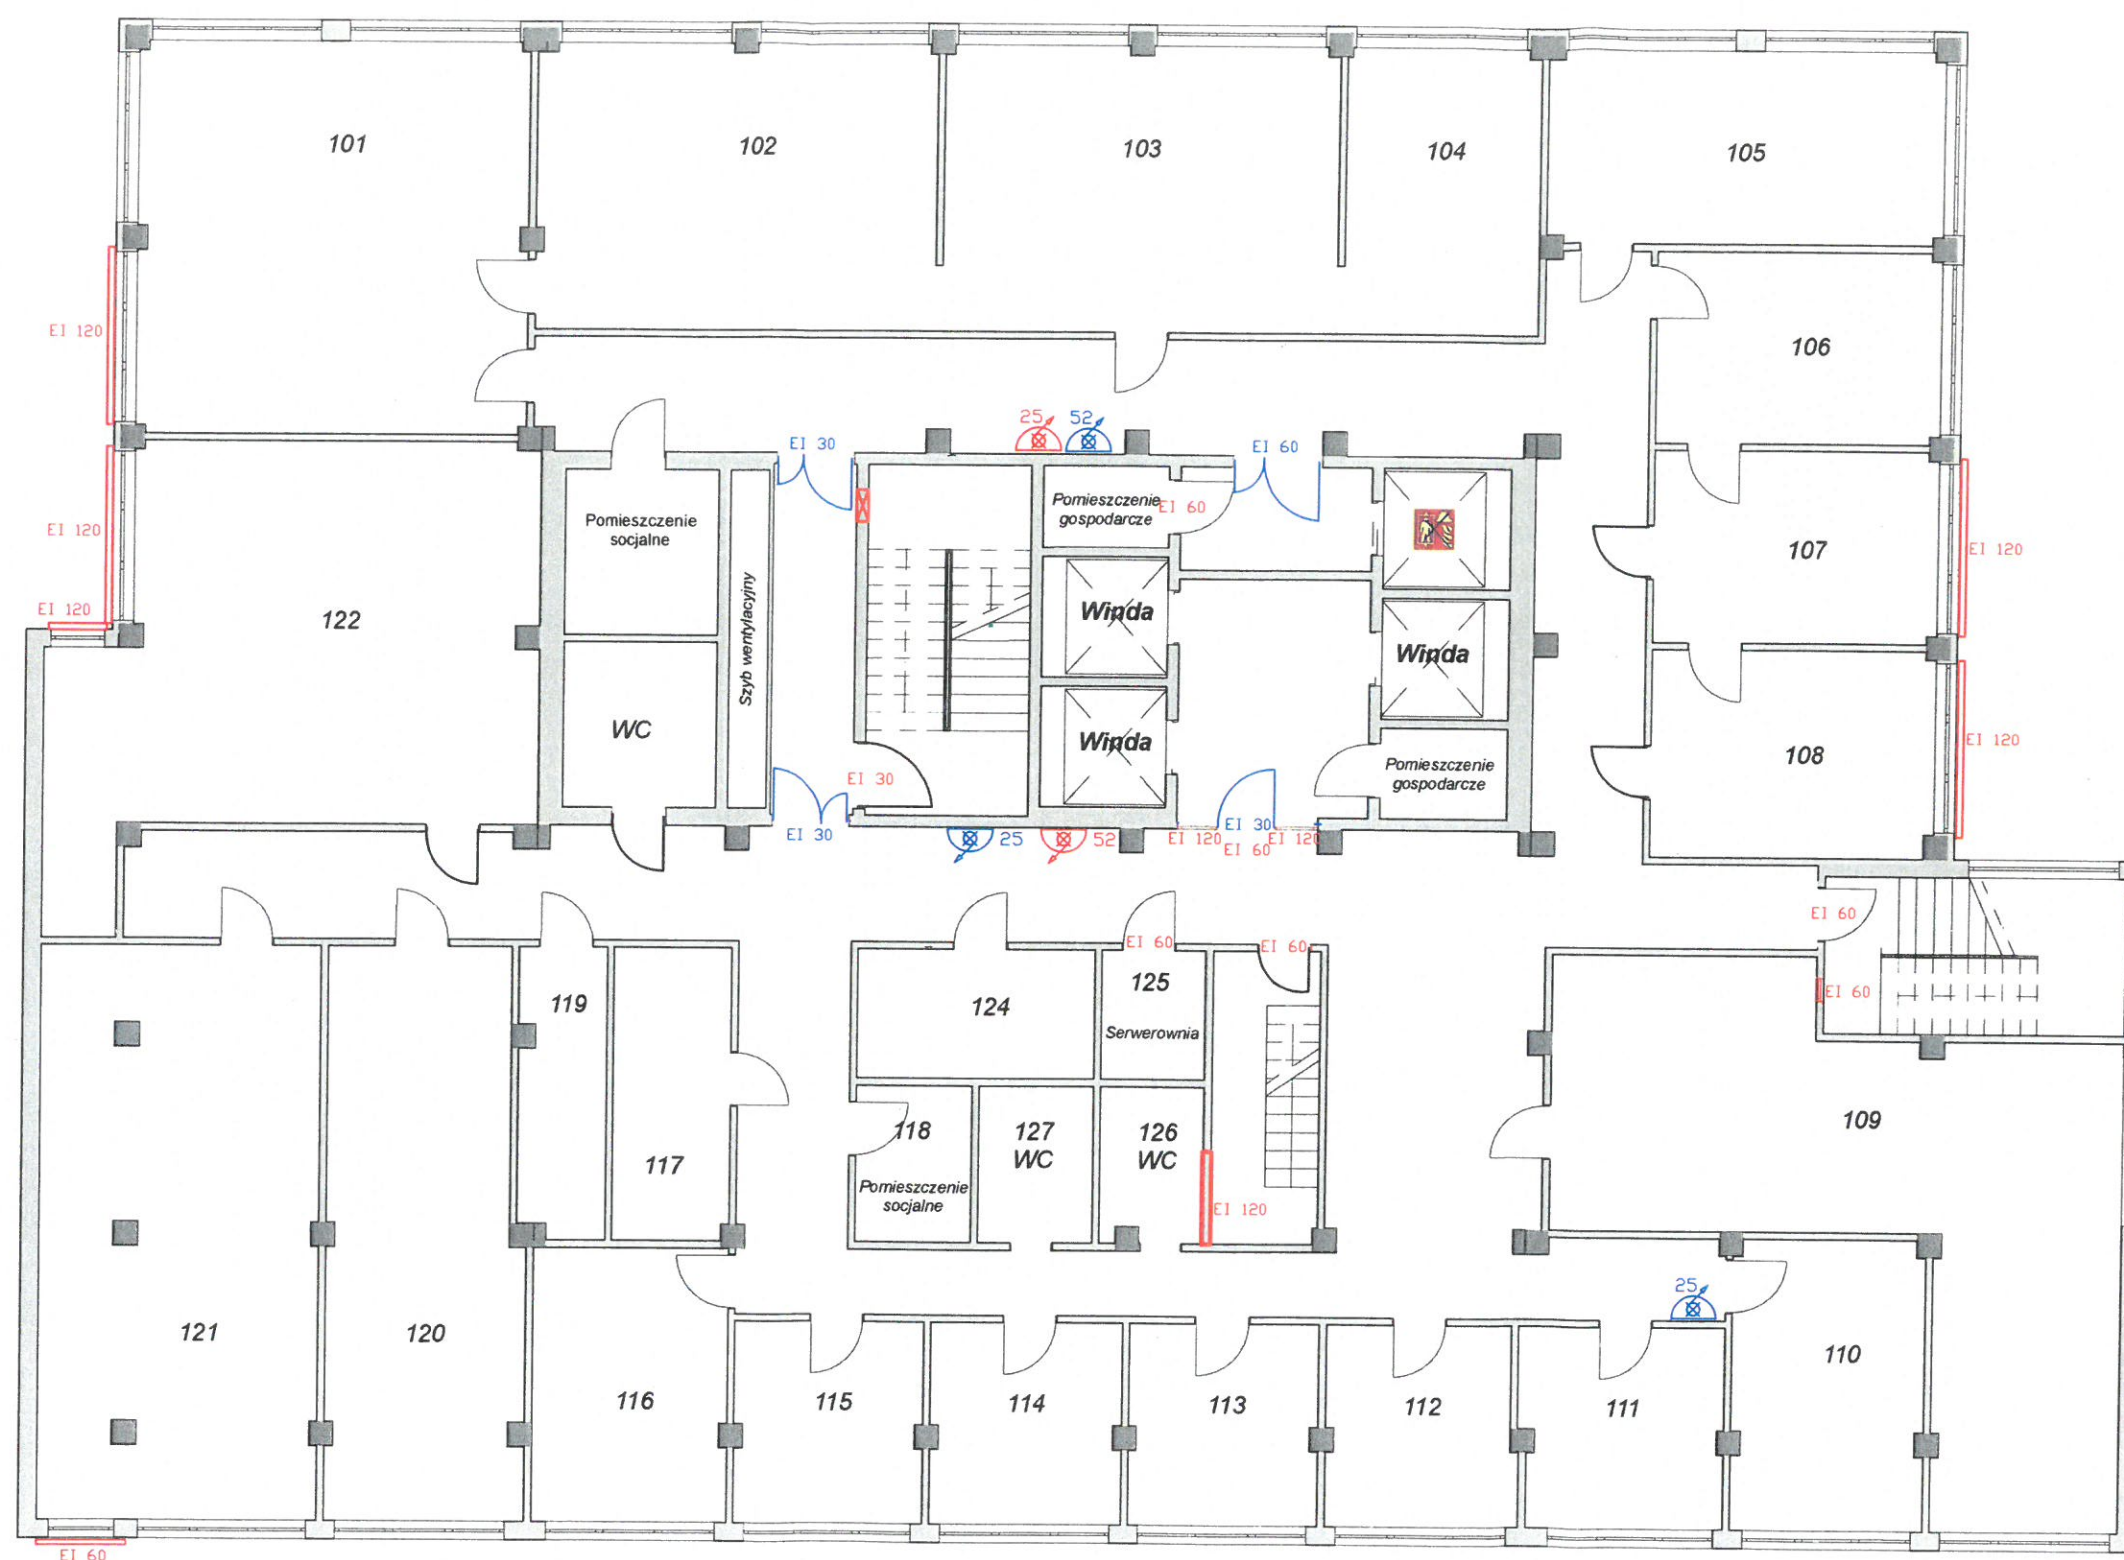 101
102
103
104
105
EI 120
106
25
52
EI 30
EI 60
Pomieszczenie
socjalne
Pomieszczenie
gospodarcze
EI 60
EI 120
107
EI 120
EI 120
122
Szyb wentylacyjny
Winda
Winda
WC
Winda
EI 30
Pomieszczenie
gospodarcze
108
EI 120
EI 30
25
52
EI 120
EI 30
EI 60
EI 120
EI 60
EI 60
EI 60
119
124
125
Serwerownia
EI 60
117
118
Pomieszczenie
socjalne
127
WC
126
WC
EI 120
109
25
121
120
116
115
114
113
112
111
110
EI 60